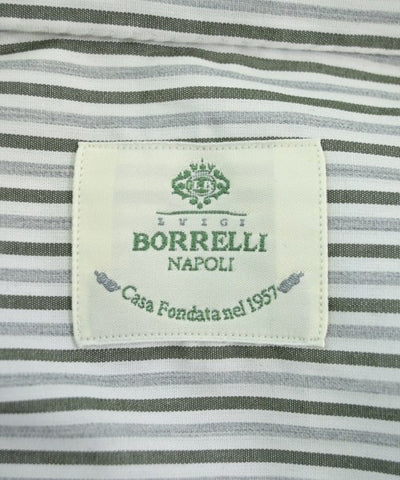 LUIGI
BORRELLI
NAPOLI
Casa Fondata nel 1957